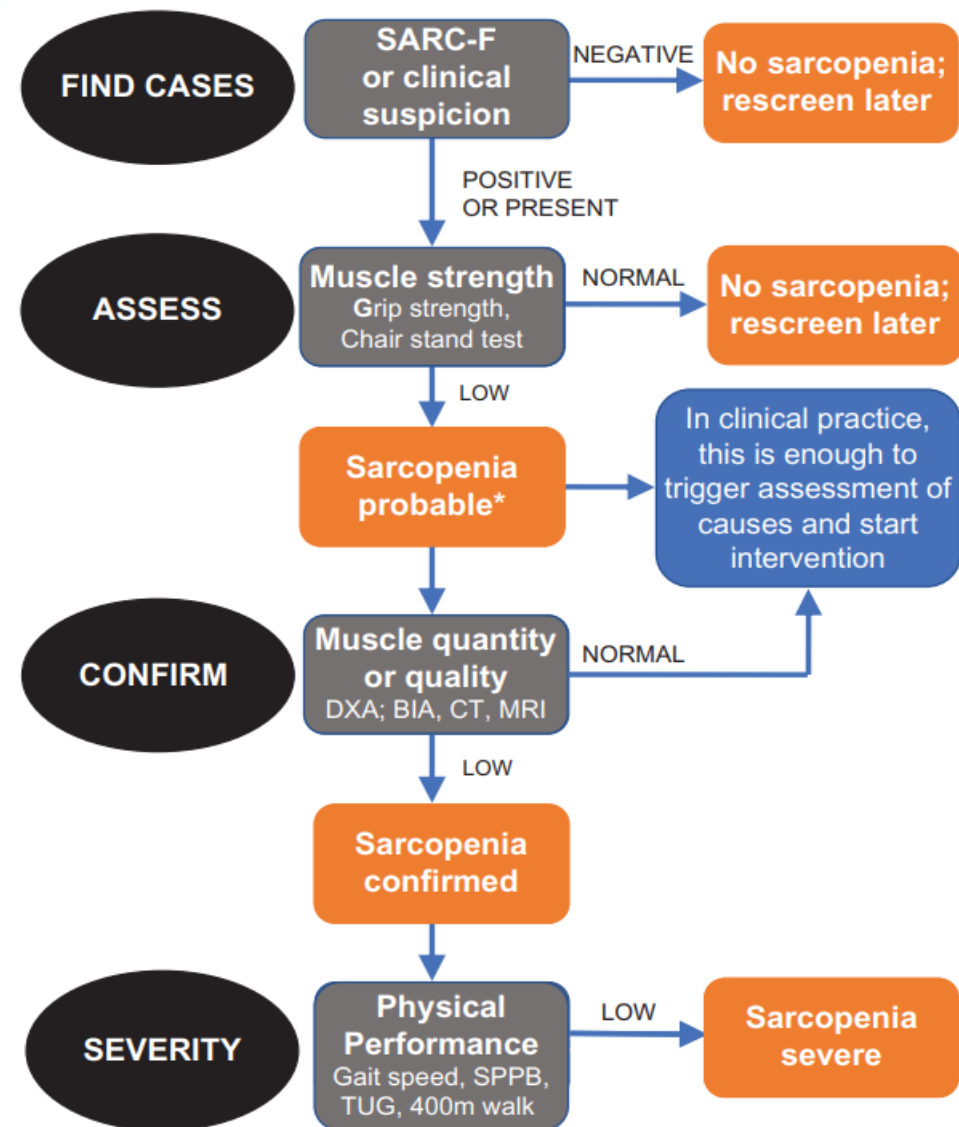 FIND CASES
SARC-F
or clinical
suspicion
NEGATIVE
No sarcopenia;
rescreen later
POSITIVE
OR PRESENT
ASSESS
Muscle strength
Grip strength,
Chair stand test
NORMAL
No sarcopenia;
rescreen later
LOW
Sarcopenia
probable*
In clinical practice,
this is enough to
trigger assessment of
causes and start
intervention
CONFIRM
Muscle quantity
or quality
DXA; BIA, CT, MRI
NORMAL
LOW
Sarcopenia
confirmed
SEVERITY
Physical
Performance
Gait speed, SPPB,
TUG, 400m walk
LOW
Sarcopenia
severe